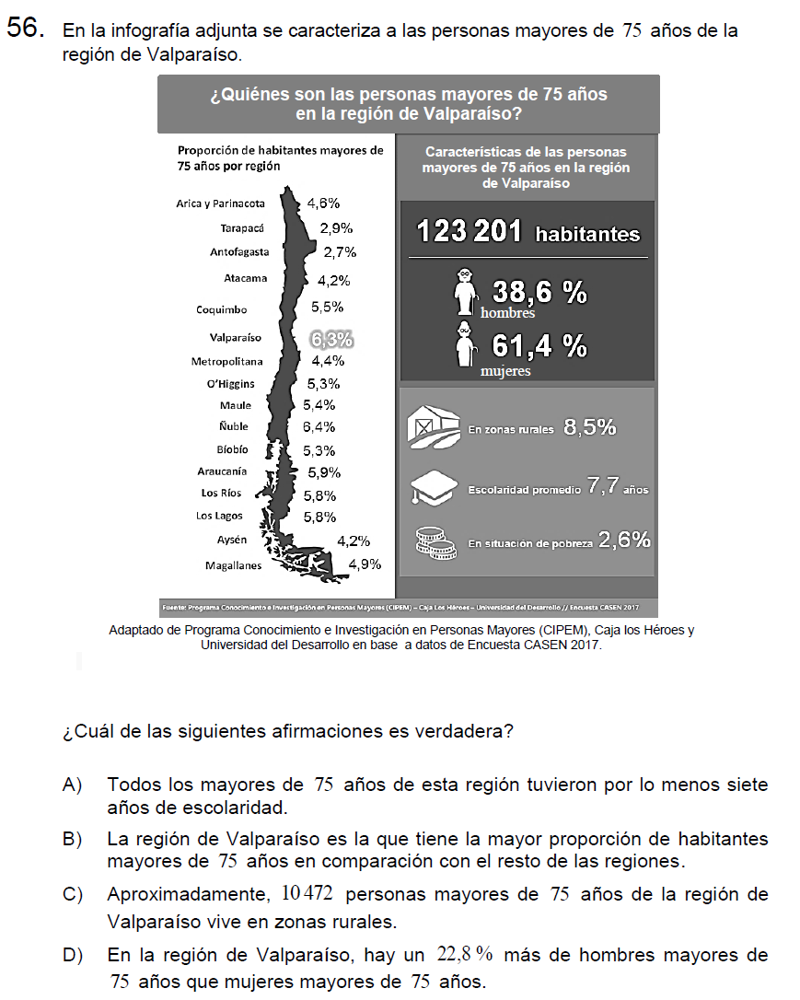 56. En la infografía adjunta se caracteriza a las personas mayores de 75 años de la
región de Valparaíso.
¿Quiénes son las personas mayores de 75 años
en la región de Valparaíso?
Proporción de habitantes mayores de
75 años por región
Arica y Parinacota 4,6%
Tarapacá 2,9%
Antofagasta 2,7%
Atacama 4,2%
Coquimbo 5,5%
Valparaíso 6,3%
Metropolitana 4,4%
O'Higgins 5,3%
Maule 5,4%
Ñuble 6,4%
Bíobío 5,3%
Araucanía 5,9%
Los Ríos 5,8%
Los Lagos 5,8%
Aysén 4,2%
Magallanes 4,9%
Características de las personas
mayores de 75 años en la región
de Valparaíso
123 201 habitantes
38,6 %
hombres
61,4 %
mujeres
En zonas rurales 8,5%
Escolaridad promedio 7,7 años
En situación de pobreza 2,6%
Fuente: Programa Conocimiento e Investigación en Personas Mayores (CIPEM) – Caja Los Héroes – Universidad del Desarrollo // Encuesta CASEN 2017
Adaptado de Programa Conocimiento e Investigación en Personas Mayores (CIPEM), Caja los Héroes y
Universidad del Desarrollo en base a datos de Encuesta CASEN 2017.
¿Cuál de las siguientes afirmaciones es verdadera?
A) Todos los mayores de 75 años de esta región tuvieron por lo menos siete
años de escolaridad.
B) La región de Valparaíso es la que tiene la mayor proporción de habitantes
mayores de 75 años en comparación con el resto de las regiones.
C) Aproximadamente, 10 472 personas mayores de 75 años de la región de
Valparaíso vive en zonas rurales.
D) En la región de Valparaíso, hay un 22,8 % más de hombres mayores de
75 años que mujeres mayores de 75 años.